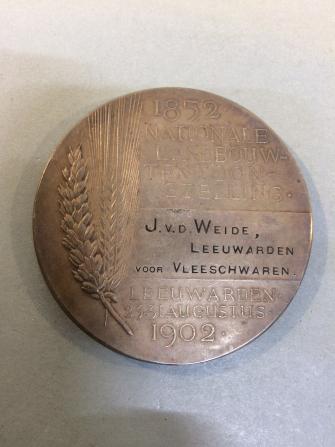 1852
NATIONALE
LANDBOUW-
TENTOON-
STELLING.
J. v. d. WEIDE,
LEEUWARDEN
VOOR VLEESCHWAREN.
LEEUWARDEN.
AUGUSTUS.
1902.